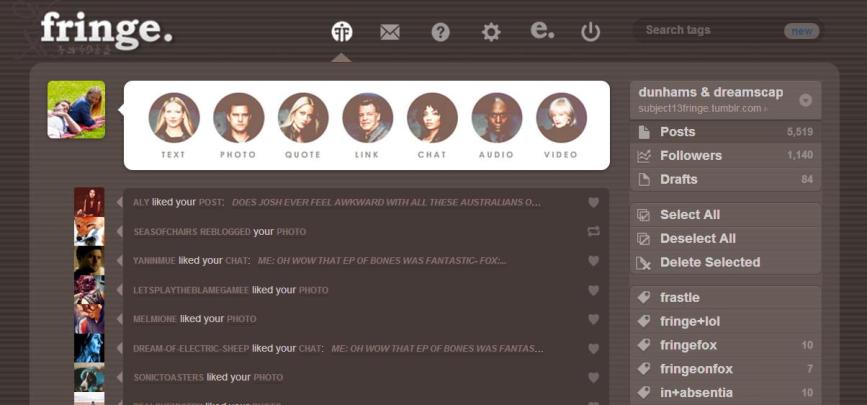 fringe.
e.
Search tags
new
TEXT PHOTO QUOTE LINK CHAT AUDIO VIDEO
ALY liked your POST: DOES JOSH EVER FEEL AWKWARD WITH ALL THESE AUSTRALIANS O...
SEASOFCHAIRS REBLOGGED your PHOTO
YANINMUE liked your CHAT: ME: OH WOW THAT EP OF BONES WAS FANTASTIC- FOX:...
LETSPLAYTHEBLAMEGAMEE liked your PHOTO
MELMIONE liked your PHOTO
DREAM-OF-ELECTRIC-SHEEP liked your CHAT: ME: OH WOW THAT EP OF BONES WAS FANTAS...
SONICTOASTERS liked your PHOTO
dunhams & dreamscap
subject13fringe.tumblr.com
Posts 5,519
Followers 1,140
Drafts 84
Select All
Deselect All
Delete Selected
frastle
fringe+lol
fringefox 10
fringeonfox 7
in+absentia 10